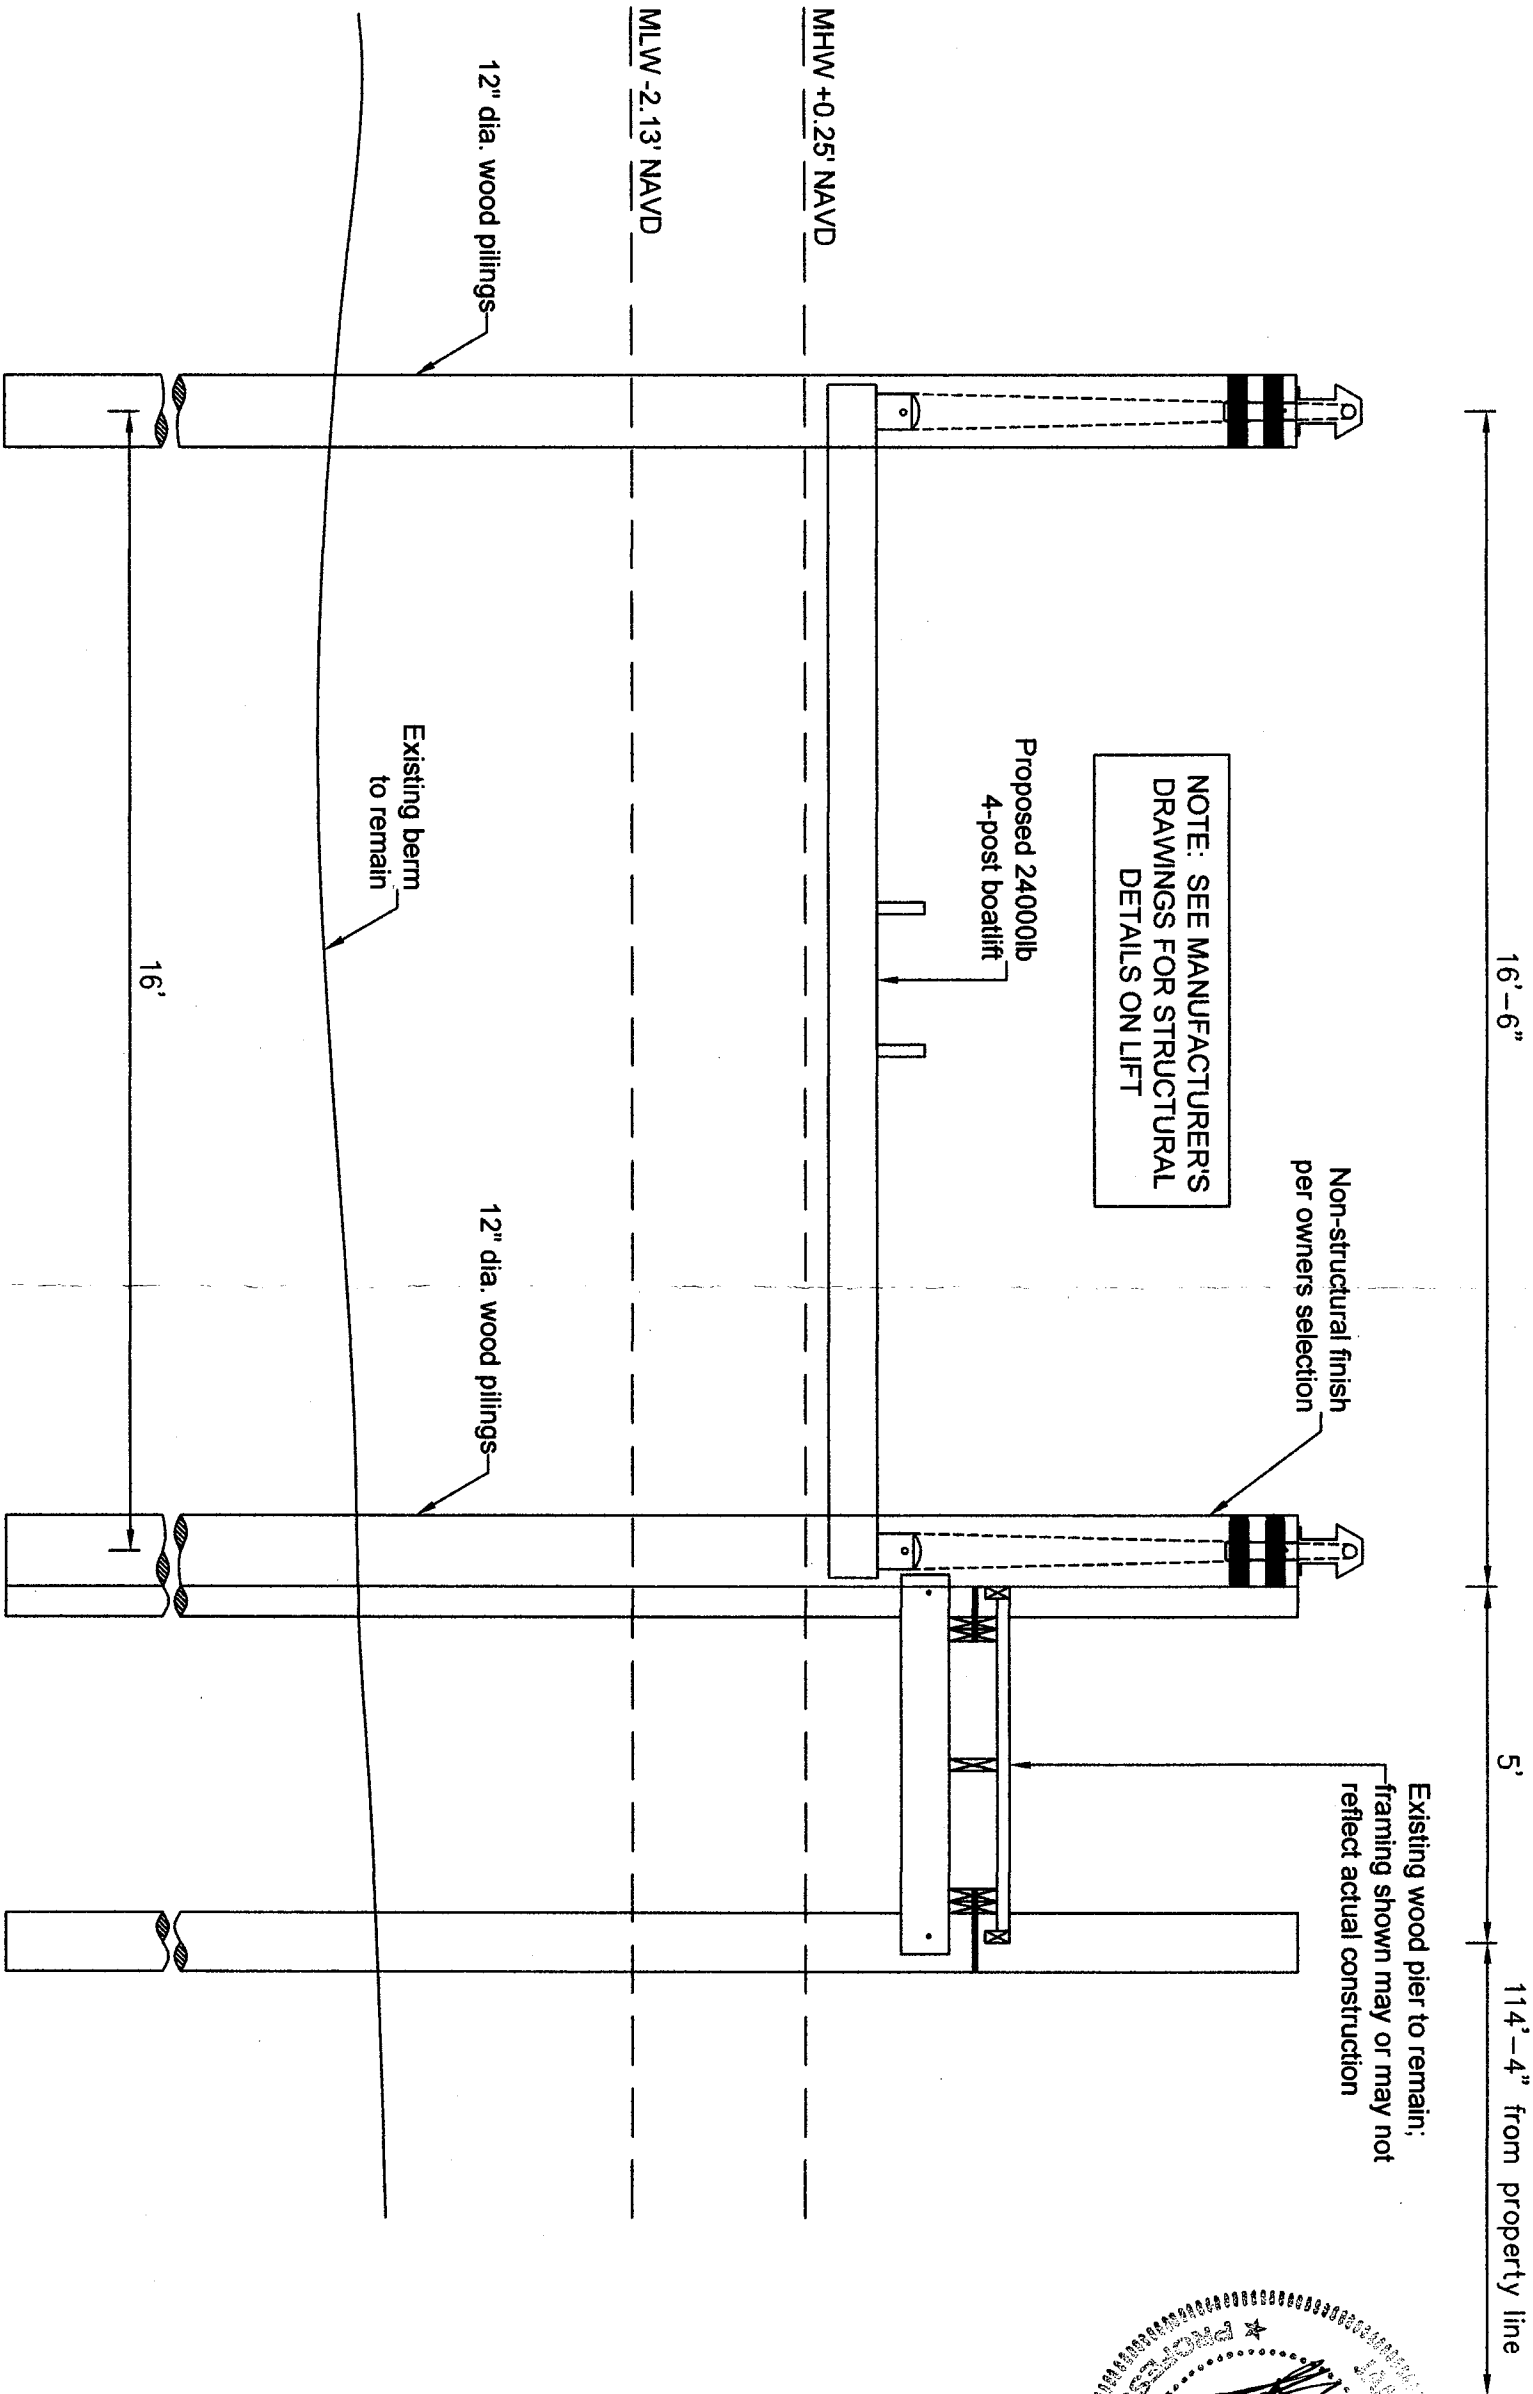 16'-6"
5'
114'-4" from property line
Existing wood pier to remain;
framing shown may or may not
reflect actual construction
Non-structural finish
per owners selection
NOTE: SEE MANUFACTURER'S
DRAWINGS FOR STRUCTURAL
DETAILS ON LIFT
Proposed 24000lb
4-post boatlift
MHW +0.25' NAVD
MLW -2.13' NAVD
12" dia. wood pilings
12" dia. wood pilings
Existing berm
to remain
16'